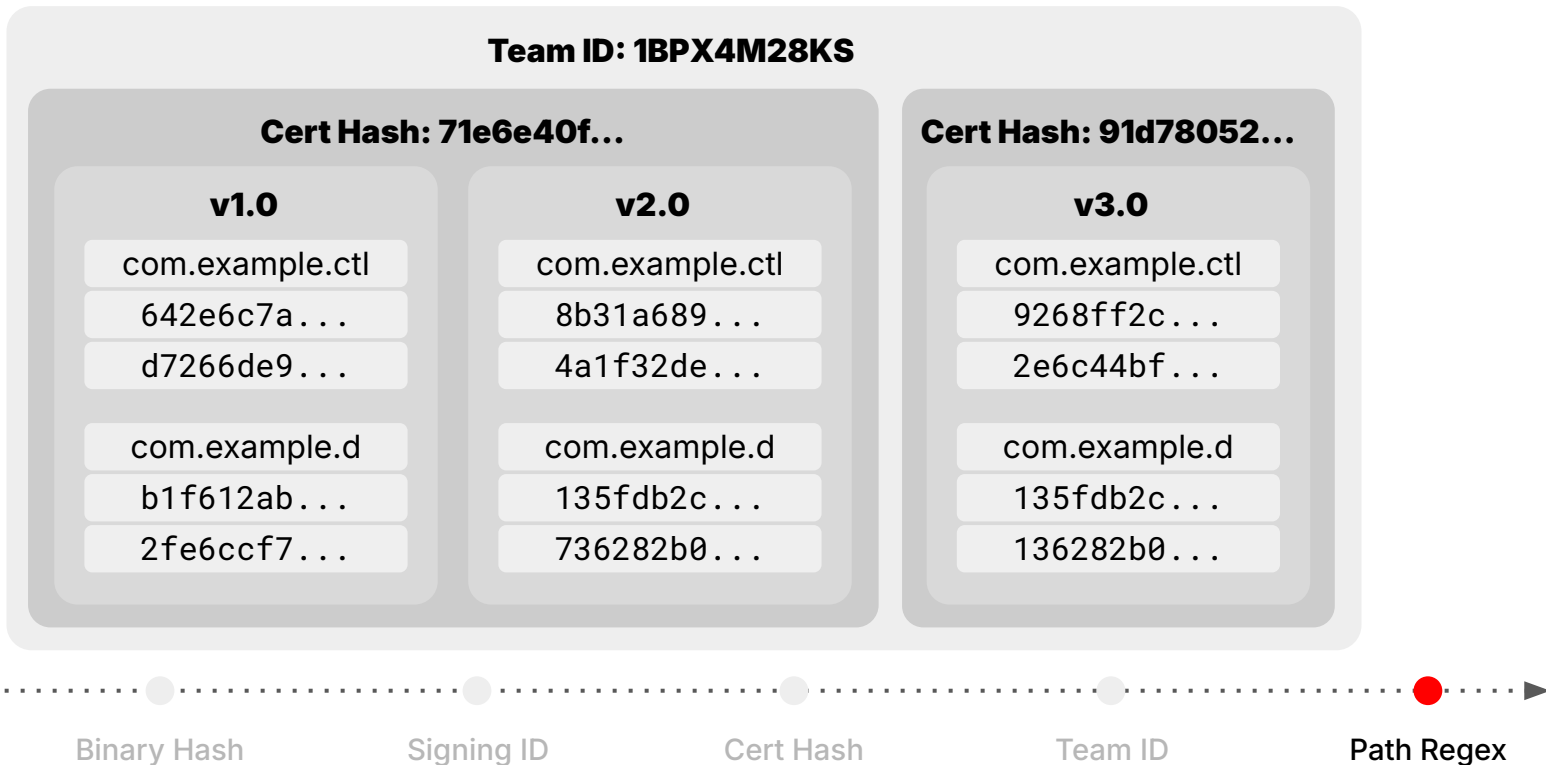 Team ID: 1BPX4M28KS
Cert Hash: 71e6e40f...
v1.0
com.example.ctl
642e6c7a...
d7266de9...
com.example.d
b1f612ab...
2fe6ccf7...
v2.0
com.example.ctl
8b31a689...
4a1f32de...
com.example.d
135fdb2c...
736282b0...
Cert Hash: 91d78052...
v3.0
com.example.ctl
9268ff2c...
2e6c44bf...
com.example.d
135fdb2c...
136282b0...
Binary Hash
Signing ID
Cert Hash
Team ID
Path Regex